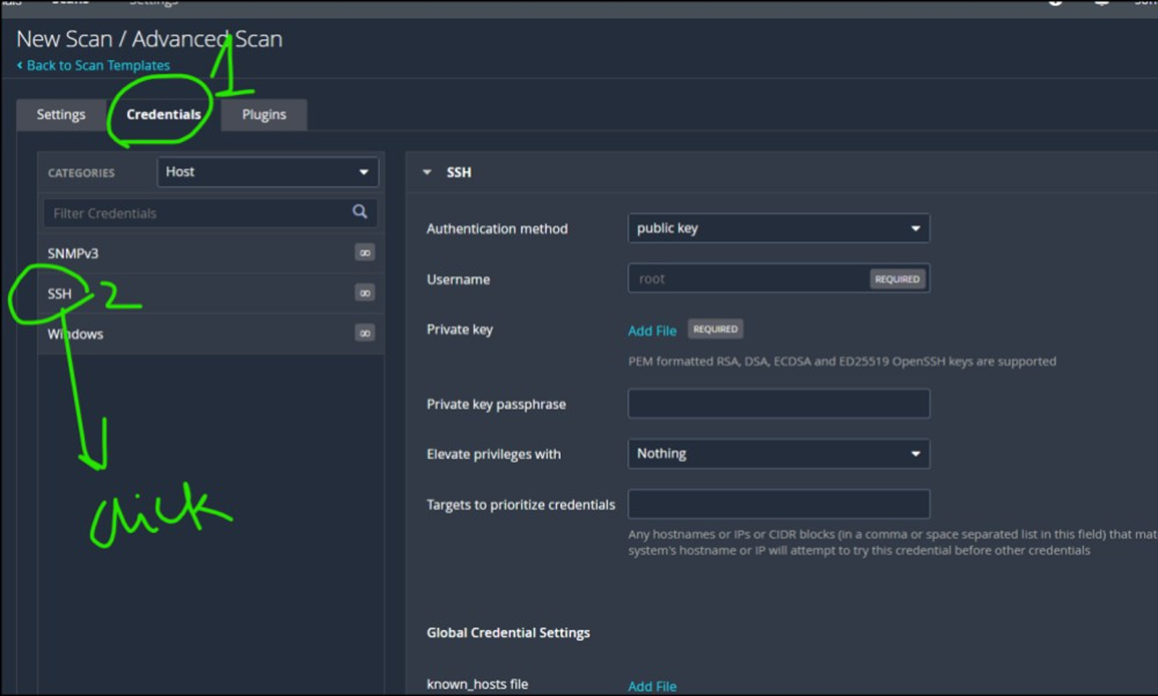 Settings
New Scan / Advanced Scan
1
< Back to Scan Templates
Settings
Credentials
Plugins
CATEGORIES
Host
Filter Credentials
SNMPv3
∞
SSH
2
∞
Windows
∞
click
SSH
Authentication method
public key
Username
root
REQUIRED
Private key
Add File
REQUIRED
PEM formatted RSA, DSA, ECDSA and ED25519 OpenSSH keys are supported
Private key passphrase
Elevate privileges with
Nothing
Targets to prioritize credentials
Any hostnames or IPs or CIDR blocks (in a comma or space separated list in this field) that mat
system's hostname or IP will attempt to try this credential before other credentials
Global Credential Settings
known_hosts file
Add File